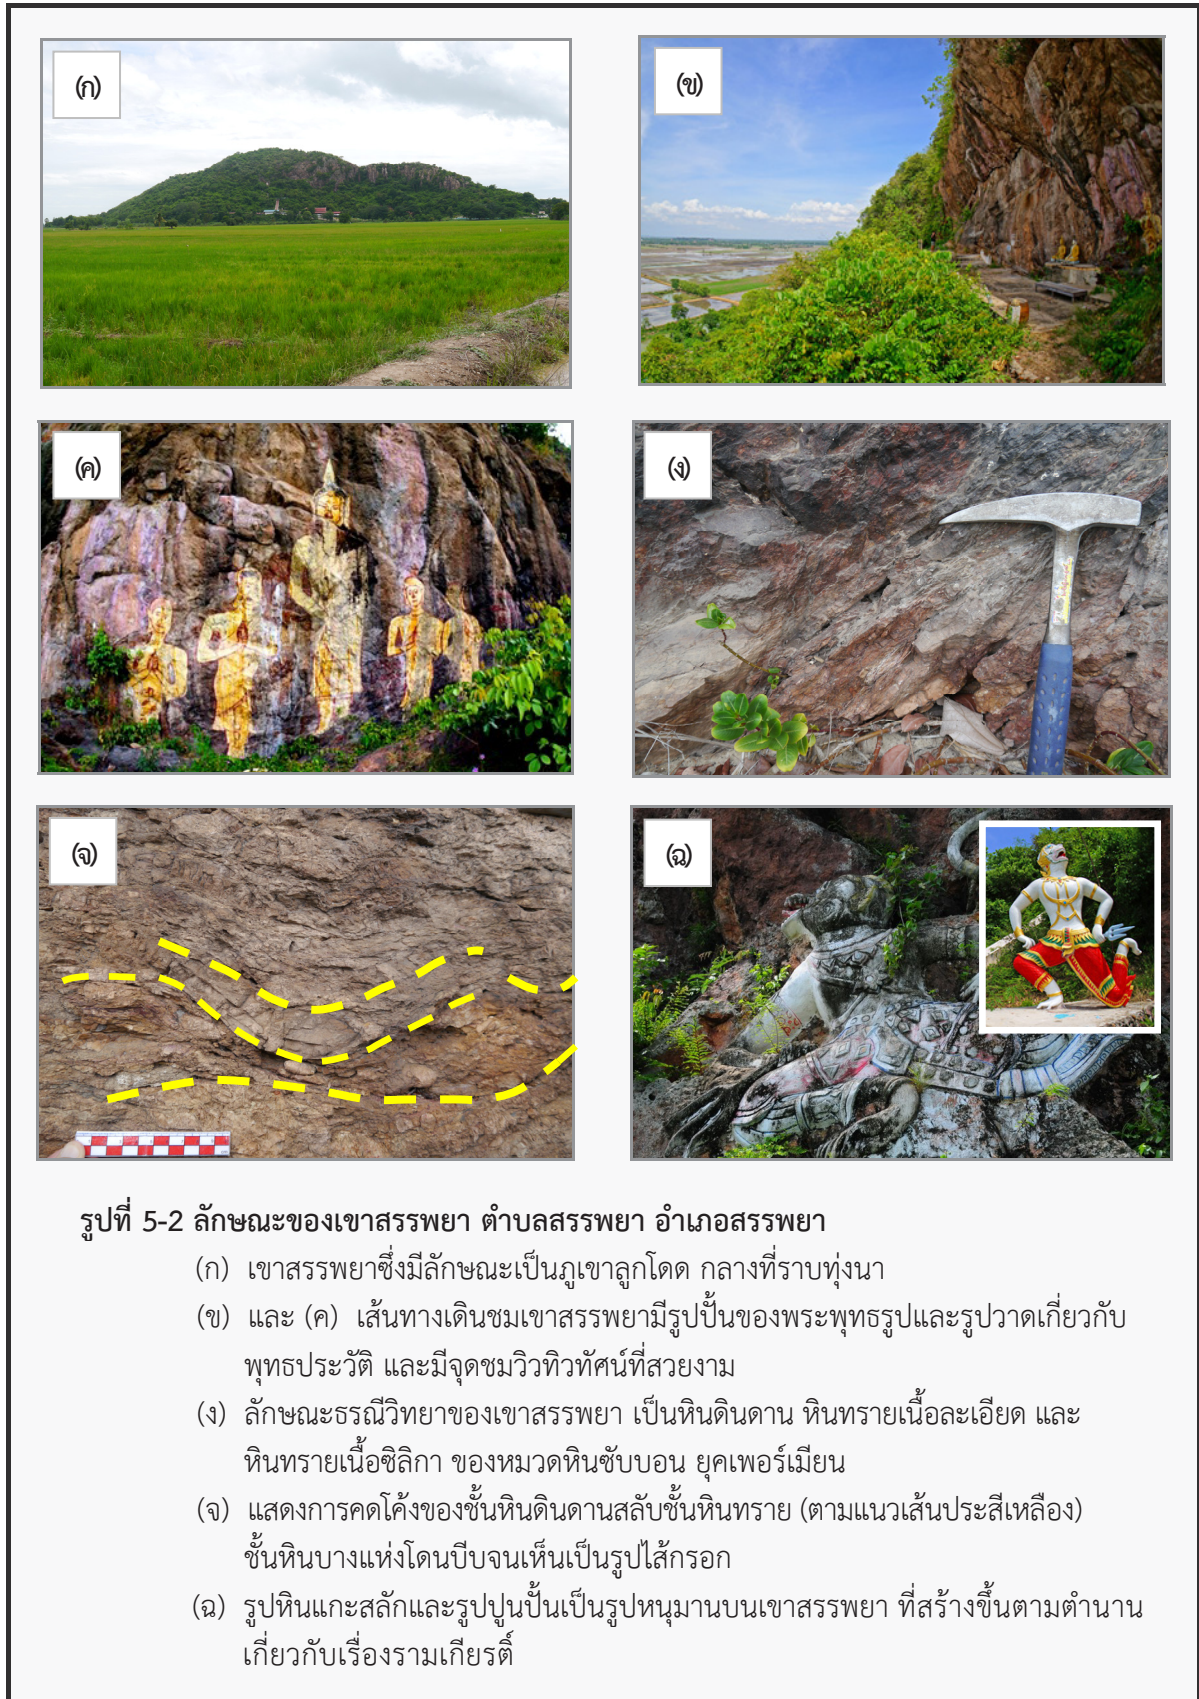 (ก)
(ข)
(ค)
(ง)
(จ)
(ฉ)
รูปที่ 5-2 ลักษณะของเขาสรรพยา ตำบลสรรพยา อำเภอสรรพยา
(ก) เขาสรรพยาซึ่งมีลักษณะเป็นภูเขาลูกโดด กลางที่ราบทุ่งนา
(ข) และ (ค) เส้นทางเดินชมเขาสรรพยามีรูปปั้นของพระพุทธรูปและรูปวาดเกี่ยวกับ
พุทธประวัติ และมีจุดชมวิวทิวทัศน์ที่สวยงาม
(ง) ลักษณะธรณีวิทยาของเขาสรรพยา เป็นหินดินดาน หินทรายเนื้อละเอียด และ
หินทรายเนื้อซิลิกา ของหมวดหินซับบอน ยุคเพอร์เมียน
(จ) แสดงการคดโค้งของชั้นหินดินดานสลับชั้นหินทราย (ตามแนวเส้นประสีเหลือง)
ชั้นหินบางแห่งโดนบีบจนเห็นเป็นรูปไส้กรอก
(ฉ) รูปหินแกะสลักและรูปปูนปั้นเป็นรูปหนุมานบนเขาสรรพยา ที่สร้างขึ้นตามตำนาน
เกี่ยวกับเรื่องรามเกียรติ์